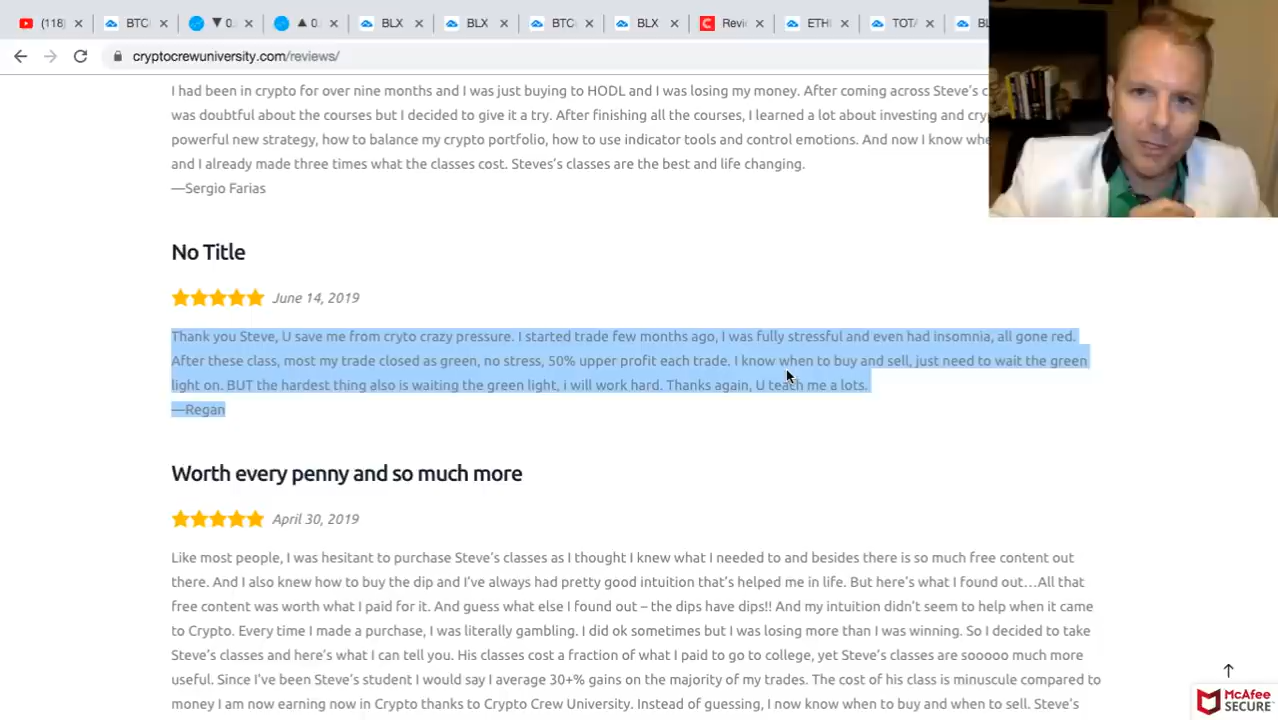 (118)
BTC
0.
0.
BLX
BLX
BTC
BLX
Revi
ETHI
TOTA
BL
cryptocrewuniversity.com/reviews/
I had been in crypto for over nine months and I was just buying to HODL and I was losing my money. After coming across Steve's c
was doubtful about the courses but I decided to give it a try. After finishing all the courses, I learned a lot about investing and cry
powerful new strategy, how to balance my crypto portfolio, how to use indicator tools and control emotions. And now I know whe
and I already made three times what the classes cost. Steves's classes are the best and life changing.
—Sergio Farias
No Title
June 14, 2019
Thank you Steve, U save me from cryto crazy pressure. I started trade few months ago, I was fully stressful and even had insomnia, all gone red.
After these class, most my trade closed as green, no stress, 50% upper profit each trade. I know when to buy and sell, just need to wait the green
light on. BUT the hardest thing also is waiting the green light, i will work hard. Thanks again, U teach me a lots.
—Regan
Worth every penny and so much more
April 30, 2019
Like most people, I was hesitant to purchase Steve's classes as I thought I knew what I needed to and besides there is so much free content out
there. And I also knew how to buy the dip and I've always had pretty good intuition that's helped me in life. But here's what I found out…All that
free content was worth what I paid for it. And guess what else I found out – the dips have dips!! And my intuition didn't seem to help when it came
to Crypto. Every time I made a purchase, I was literally gambling. I did ok sometimes but I was losing more than I was winning. So I decided to take
Steve's classes and here's what I can tell you. His classes cost a fraction of what I paid to go to college, yet Steve's classes are sooooo much more
useful. Since I've been Steve's student I would say I average 30+% gains on the majority of my trades. The cost of his class is minuscule compared to
money I am now earning now in Crypto thanks to Crypto Crew University. Instead of guessing, I now know when to buy and when to sell. Steve's
McAfee
SECURE